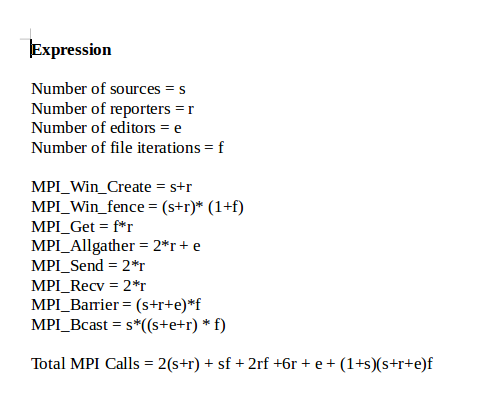 Expression
Number of sources = s
Number of reporters = r
Number of editors = e
Number of file iterations = f
MPI_Win_Create = s+r
MPI_Win_fence = (s+r)* (1+f)
MPI_Get = f*r
MPI_Allgather = 2*r + e
MPI_Send = 2*r
MPI_Recv = 2*r
MPI_Barrier = (s+r+e)*f
MPI_Bcast = s*((s+e+r) * f)
Total MPI Calls = 2(s+r) + sf + 2rf +6r + e + (1+s)(s+r+e)f